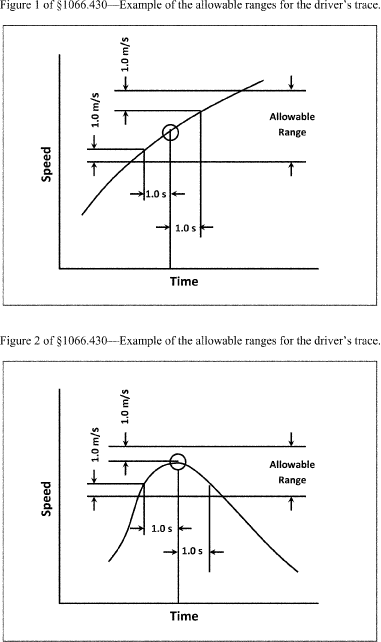 Figure 1 of §1066.430—Example of the allowable ranges for the driver's trace.
1.0 m/s
1.0 m/s
Allowable
Range
Speed
1.0 s
1.0 s
Time
Figure 2 of §1066.430—Example of the allowable ranges for the driver's trace.
1.0 m/s
1.0 m/s
Allowable
Range
Speed
1.0 s
1.0 s
Time